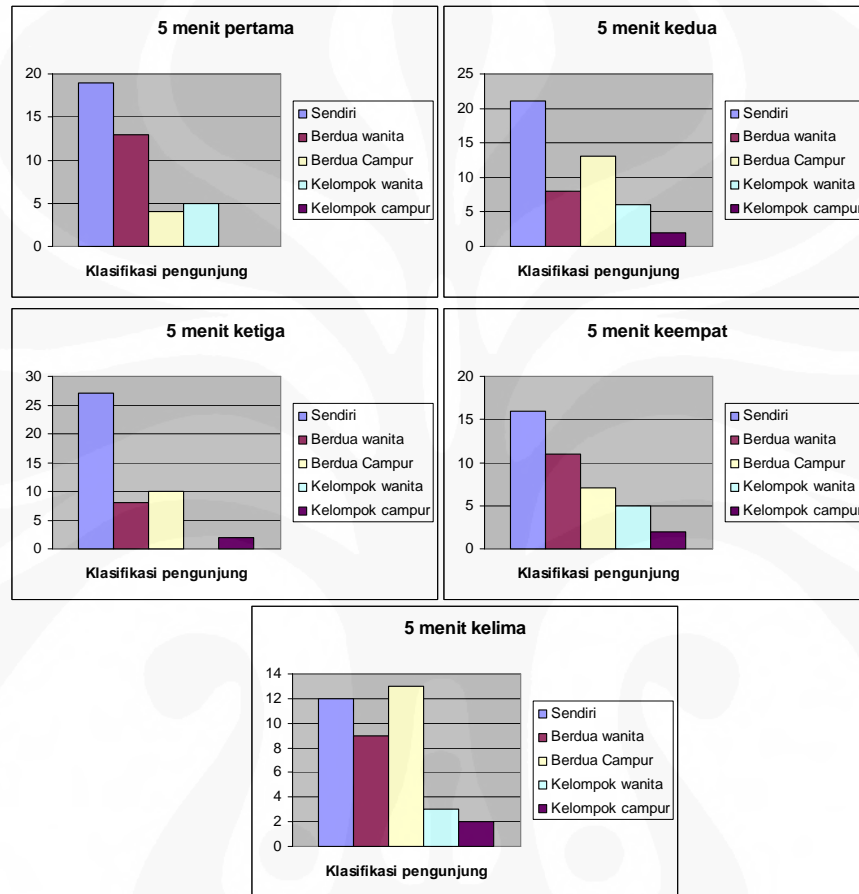 5 menit pertama
20
15
10
5
0
Klasifikasi pengunjung
Sendiri
Berdua wanita
Berdua Campur
Kelompok wanita
Kelompok campur
5 menit kedua
25
20
15
10
5
0
Klasifikasi pengunjung
Sendiri
Berdua wanita
Berdua Campur
Kelompok wanita
Kelompok campur
5 menit ketiga
30
25
20
15
10
5
0
Klasifikasi pengunjung
Sendiri
Berdua wanita
Berdua Campur
Kelompok wanita
Kelompok campur
5 menit keempat
20
15
10
5
0
Klasifikasi pengunjung
Sendiri
Berdua wanita
Berdua Campur
Kelompok wanita
Kelompok campur
5 menit kelima
14
12
10
8
6
4
2
0
Klasifikasi pengunjung
Sendiri
Berdua wanita
Berdua Campur
Kelompok wanita
Kelompok campur